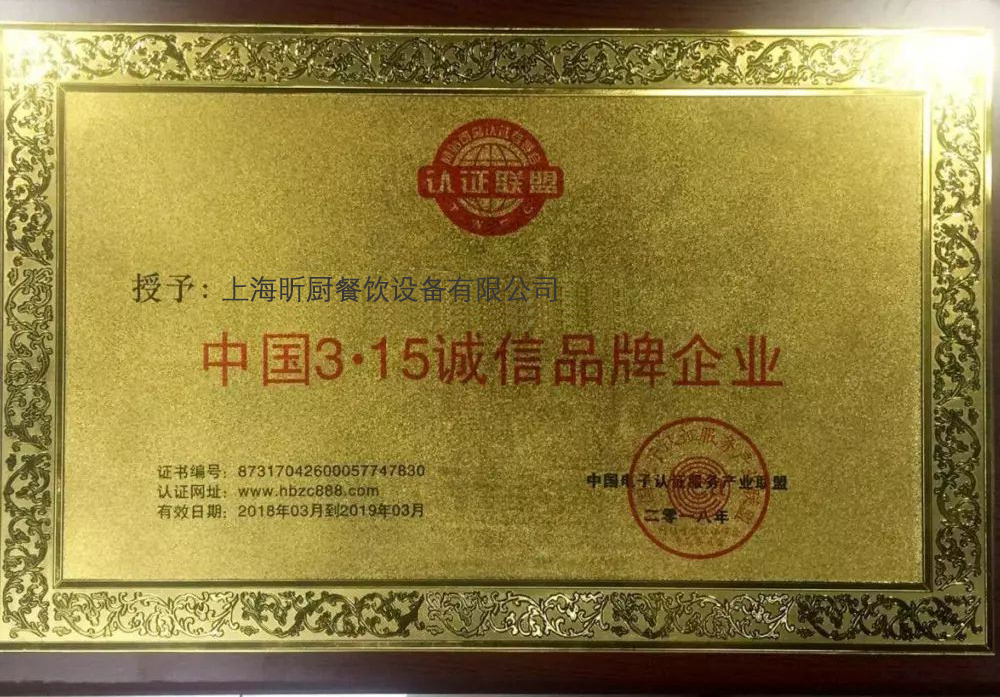 认证联盟
授予：上海昕厨餐饮设备有限公司
中国3·15诚信品牌企业
证书编号：87317042600057747830
认证网址：www.hbzc888.com
有效日期：2018年03月到2019年03月
中国电子认证服务产业联盟
二零一八年